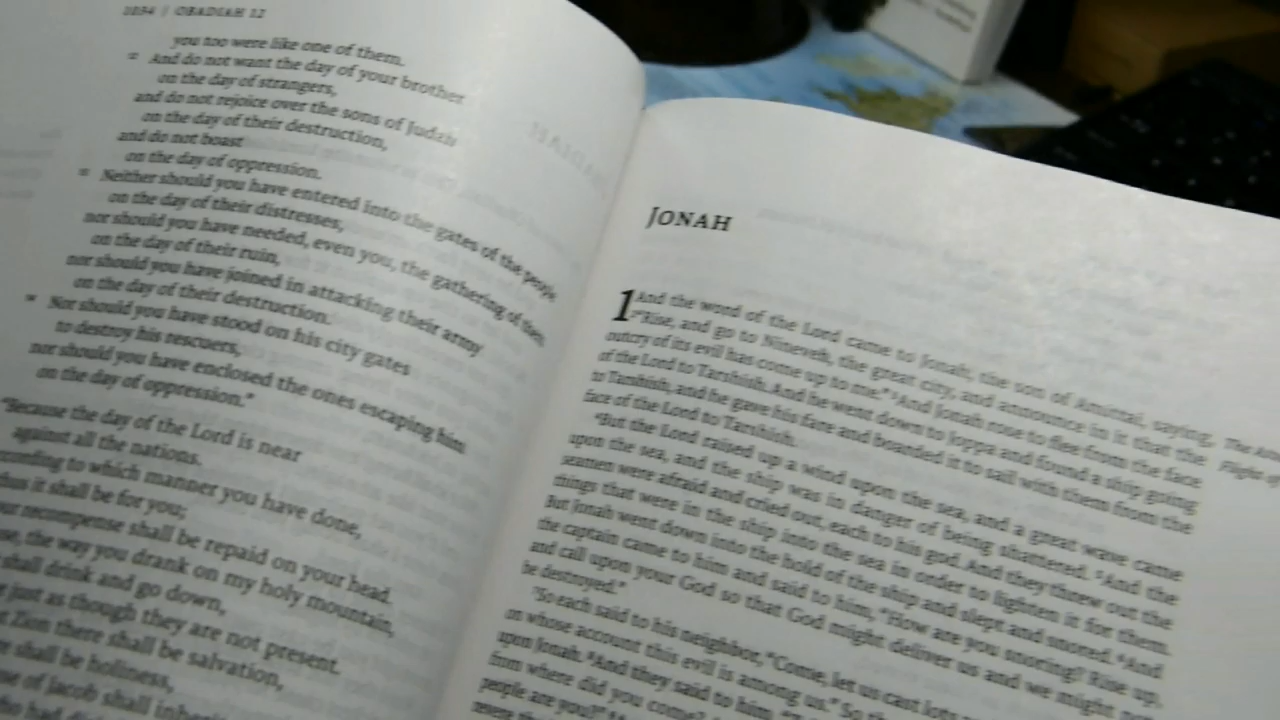 1094 // OBADIAH 12
you too were like one of them.
And do not want the day of your brother
on the day of strangers,
and do not rejoice over the sons of Judah
on the day of their destruction,
and do not boast
on the day of oppression.
Neither should you have entered into the gates of the people
on the day of their distresses,
nor should you have needed, even you, the gathering of them
on the day of their ruin,
nor should you have joined in attacking their army
on the day of their destruction.
Nor should you have stood on his city gates
to destroy his rescuers,
nor should you have enclosed the ones escaping him
on the day of oppression."
"Because the day of the Lord is near
against all the nations.
to which manner you have done,
thus it shall be for you;
recompense shall be repaid on your head.
the way you drank on my holy mountain,
shall drink and go down,
just as though they are not present.
Zion there shall be salvation,
shall be holiness,
of Jacob shall
JONAH
1 And the word of the Lord came to Jonah, the son of Amittai, saying,
"Rise, and go to Nineveh, the great city, and announce in it that the
outcry of its evil has come up to me." 3 And Jonah rose to flee from the face
of the Lord to Tarshish. And he went down to Joppa and found a ship going
to Tarshish, and he gave his fare and boarded it to sail with them from the
face of the Lord to Tarshish.
4 But the Lord raised up a wind upon the sea, and a great wave came
upon the sea, and the ship was in danger of being shattered. 5 And the
seamen were afraid and cried out, each to his god. And they threw out the
things that were in the ship into the sea in order to lighten it for them.
But Jonah went down into the hold of the ship and slept and snored. 6 And
the captain came to him and said to him, "How are you snoring? Rise up,
and call upon your God so that God might deliver us and we might not
be destroyed."
7 So each said to his neighbor, "Come, let us cast lots
on whose account this evil is among us." So
upon Jonah. 8 And they said to him,
from where did you come?
people are you?"
The
Flight of